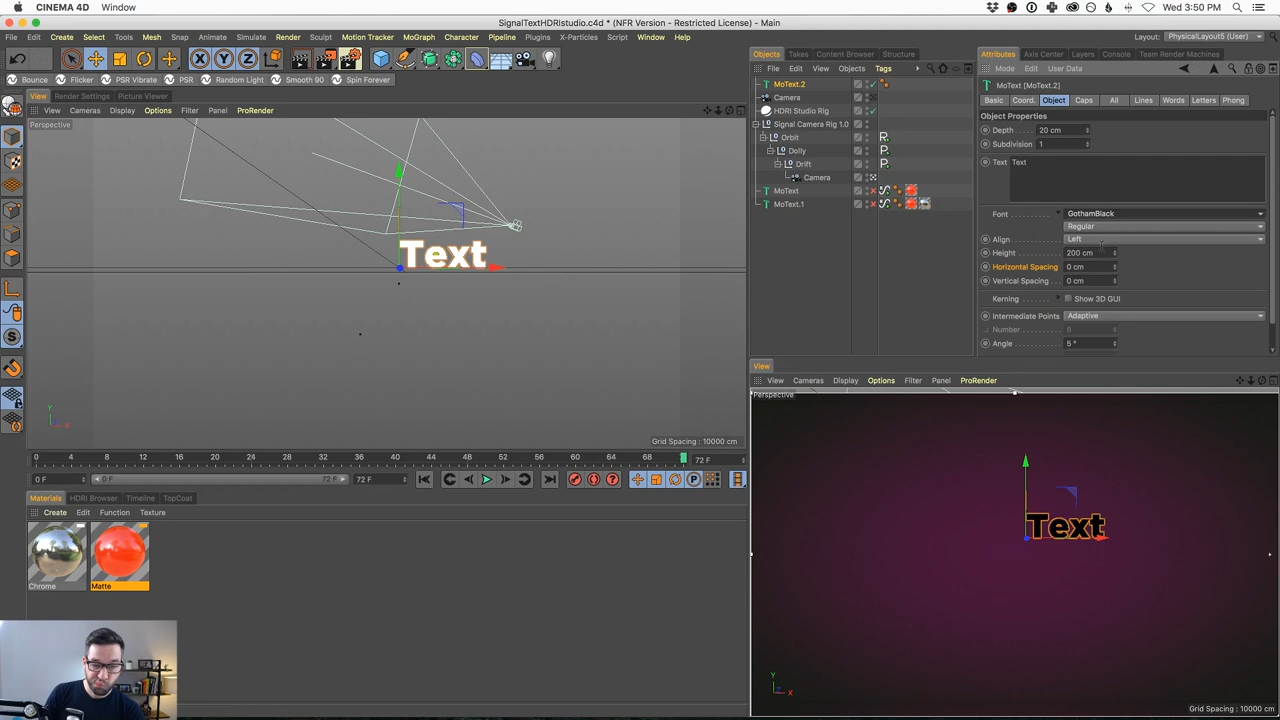 CINEMA 4D Window
Wed 3:50 PM
SignalTextHDRIstudio.c4d * (NFR Version - Restricted License) - Main
File Edit Create Select Tools Mesh Snap Animate Simulate Render Sculpt Motion Tracker MoGraph Character Pipeline Plugins X-Particles Script Window Help
Layout: PhysicalLayout5 (User)
Bounce Flicker PSR Vibrate PSR Random Light Smooth 90 Spin Forever
View Render Settings Picture Viewer
View Cameras Display Options Filter Panel ProRender
Perspective
Text
Y
X
Grid Spacing : 10000 cm
0 4 8 12 16 20 24 28 32 36 40 44 48 52 56 60 64 68 72 F
0 F 0 F 72 F 72 F
Materials HDRI Browser Timeline TopCoat
Create Edit Function Texture
Chrome Matte
Objects Takes Content Browser Structure
File Edit View Objects Tags
MoText.2
Camera
HDRI Studio Rig
Signal Camera Rig 1.0
Orbit
Dolly
Drift
Camera
MoText
MoText.1
Attributes Axis Center Layers Console Team Render Machines
Mode Edit User Data
MoText [MoText.2]
Basic Coord. Object Caps All Lines Words Letters Phong
Object Properties
Depth 20 cm
Subdivision 1
Text Text
Font GothamBlack
Regular
Align Left
Height 200 cm
Horizontal Spacing 0 cm
Vertical Spacing 0 cm
Kerning Show 3D GUI
Intermediate Points Adaptive
Number 8
Angle 5 °
View
View Cameras Display Options Filter Panel ProRender
Perspective
Text
Y
Z X
Grid Spacing : 10000 cm